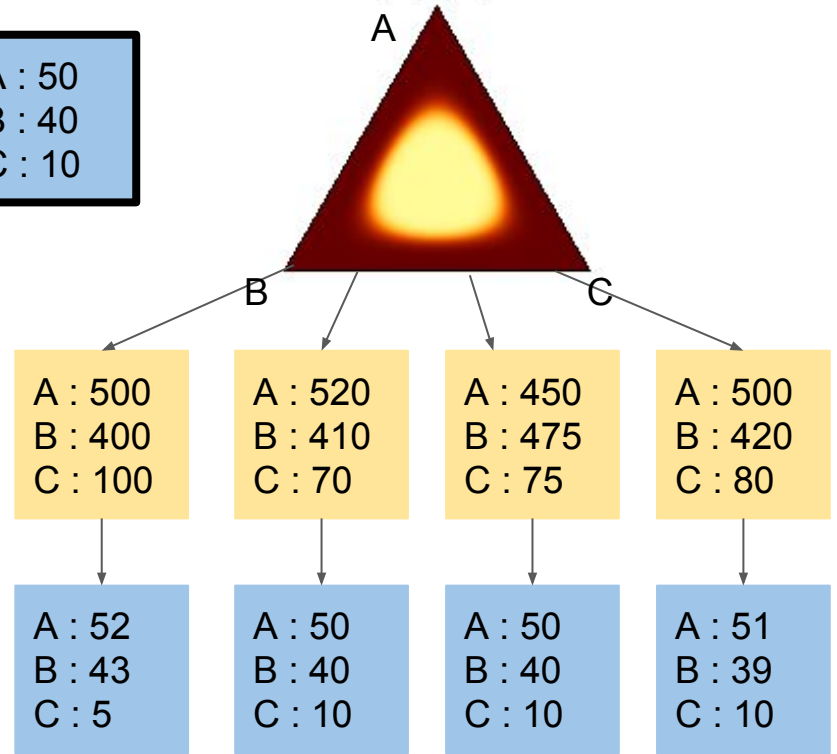 A : 50
B : 40
C : 10
A
B
C
A : 500
B : 400
C : 100
A : 520
B : 410
C : 70
A : 450
B : 475
C : 75
A : 500
B : 420
C : 80
A : 52
B : 43
C : 5
A : 50
B : 40
C : 10
A : 50
B : 40
C : 10
A : 51
B : 39
C : 10